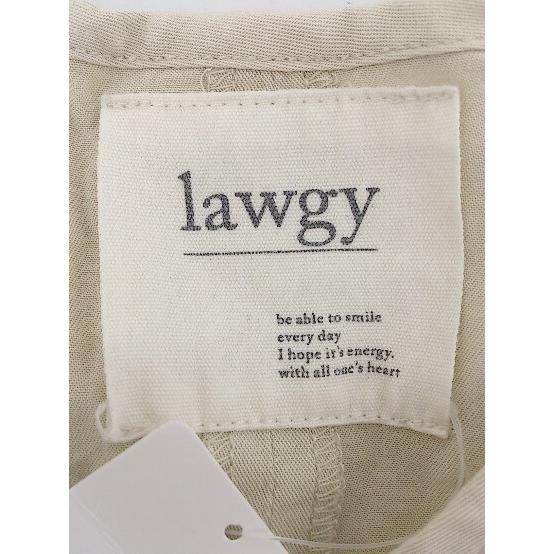 lawgy
be able to smile
every day
I hope it's energy.
with all one's heart